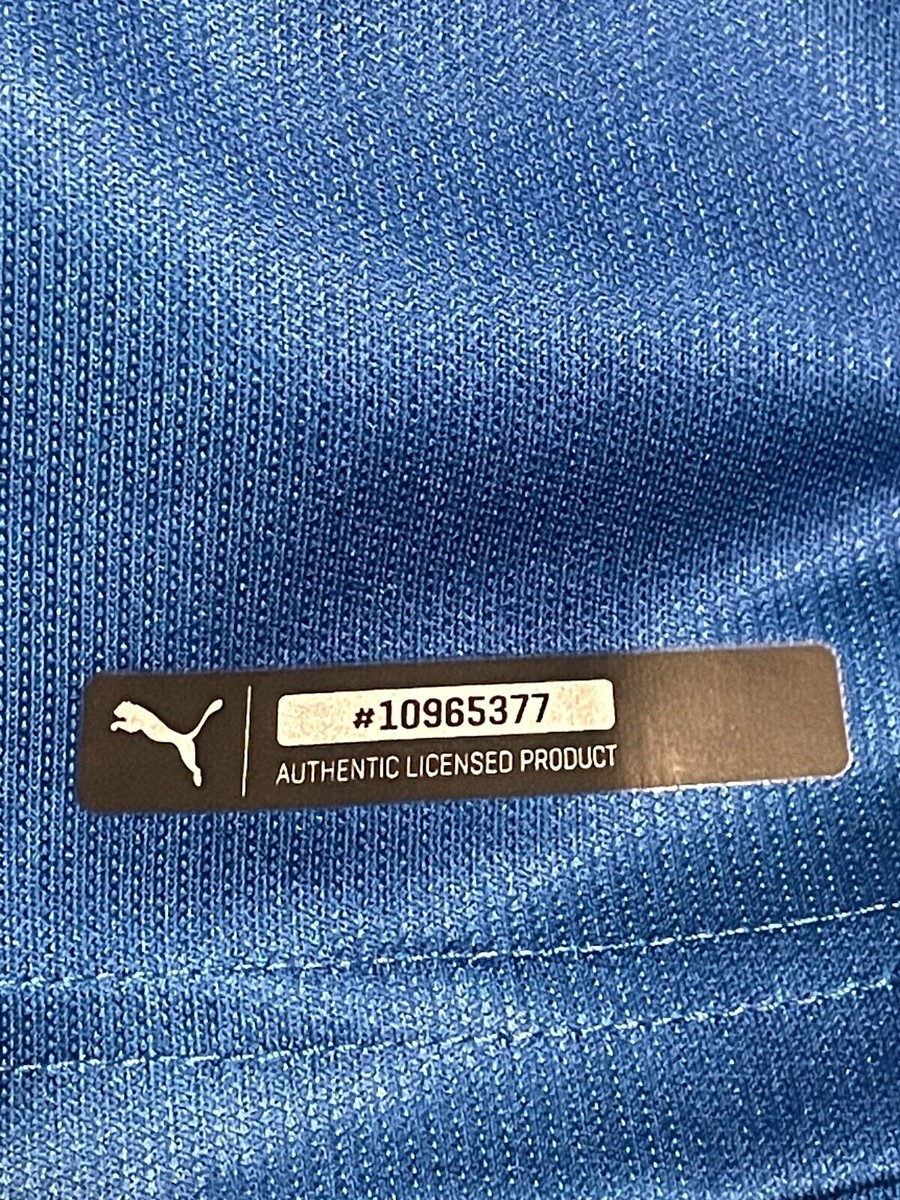 #10965377
AUTHENTIC LICENSED PRODUCT